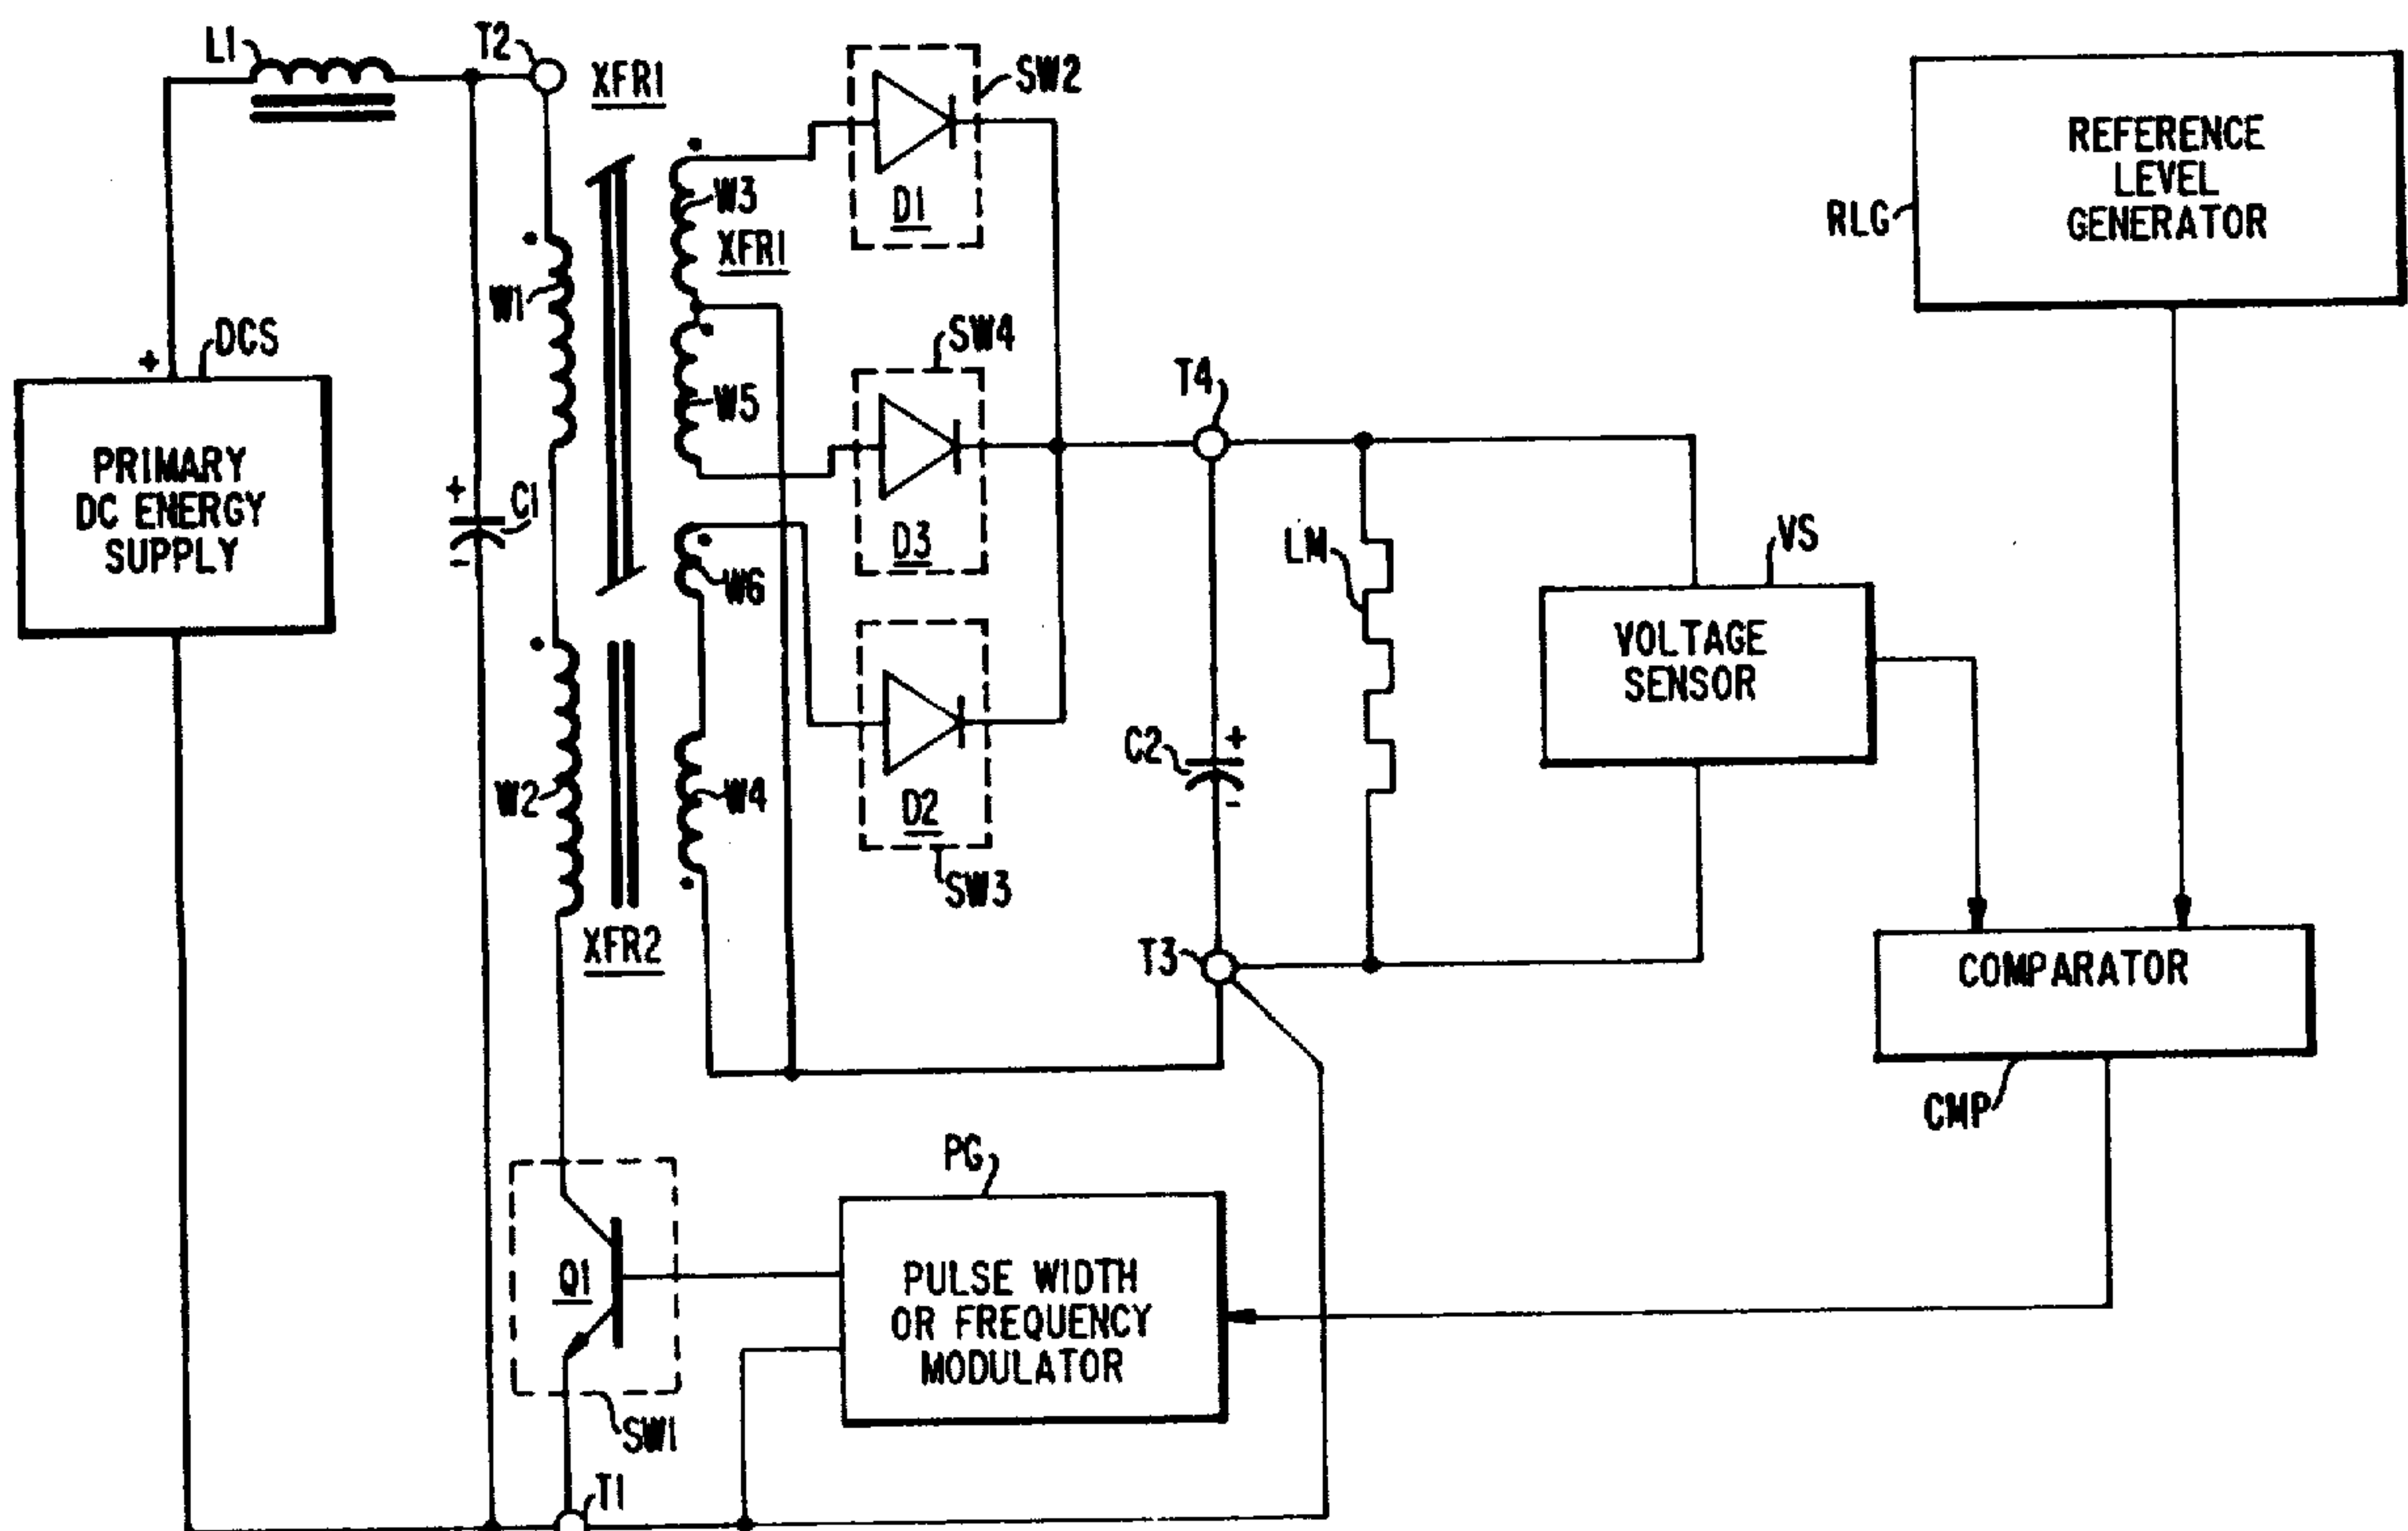 L1
T2
XFR1
SW2
D1
W3
XFR1
W1
REFERENCE
LEVEL
GENERATOR
RLG
+
DCS
PRIMARY
DC ENERGY
SUPPLY
+
C1
-
W5
SW4
D3
W6
T4
LM
VS
VOLTAGE
SENSOR
W2
W4
D2
SW3
C2
+
-
XFR2
T3
COMPARATOR
CMP
PG
Q1
PULSE WIDTH
OR FREQUENCY
MODULATOR
SW1
T1